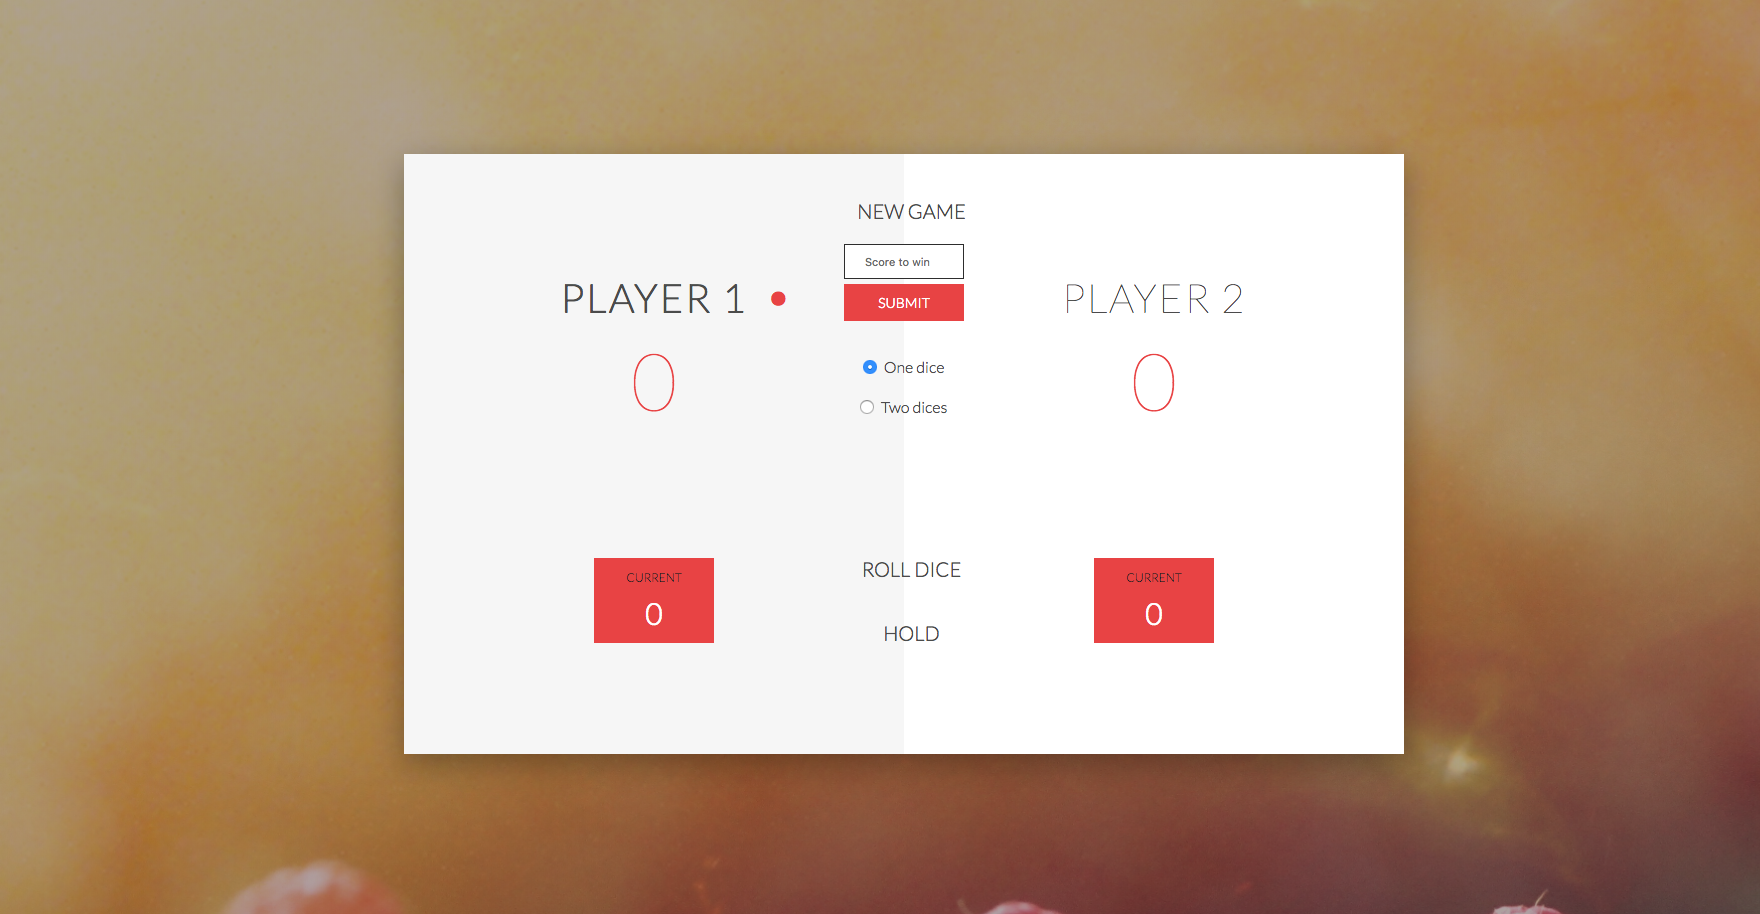 NEW GAME
Score to win
SUBMIT
PLAYER 1
PLAYER 2
0
0
One dice
Two dices
CURRENT
0
ROLL DICE
HOLD
CURRENT
0